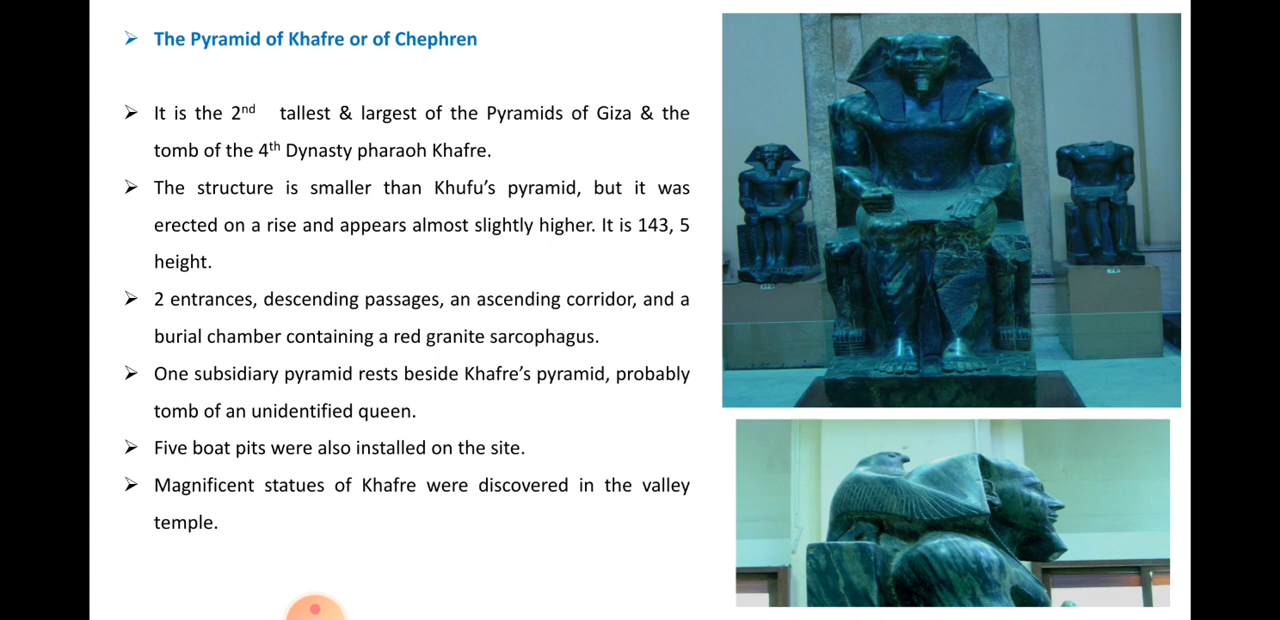 The Pyramid of Khafre or of Chephren
It is the 2nd tallest & largest of the Pyramids of Giza & the
tomb of the 4th Dynasty pharaoh Khafre.
The structure is smaller than Khufu’s pyramid, but it was
erected on a rise and appears almost slightly higher. It is 143, 5
height.
2 entrances, descending passages, an ascending corridor, and a
burial chamber containing a red granite sarcophagus.
One subsidiary pyramid rests beside Khafre’s pyramid, probably
tomb of an unidentified queen.
Five boat pits were also installed on the site.
Magnificent statues of Khafre were discovered in the valley
temple.